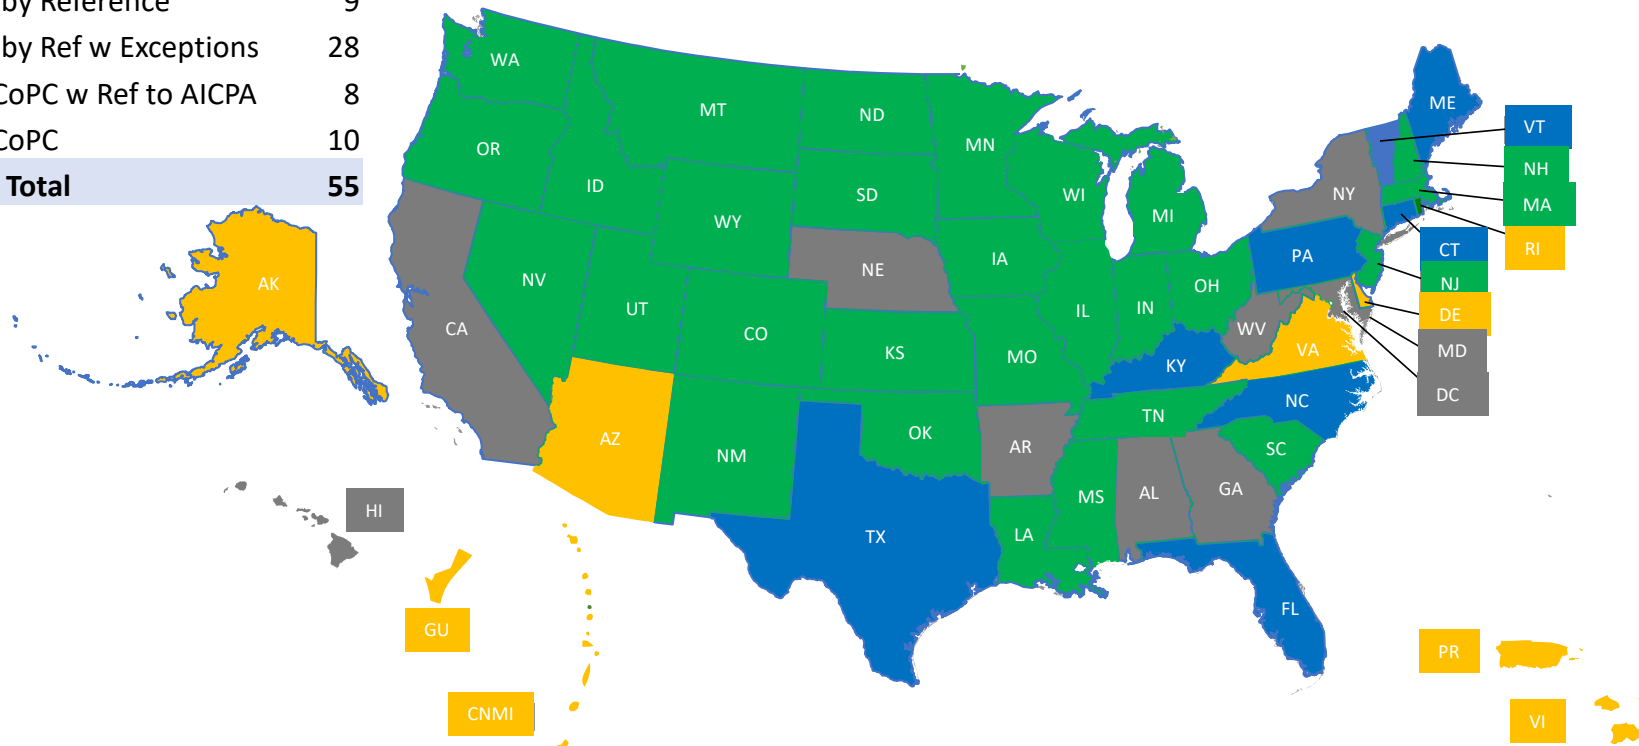 by Reference 9
by Ref w Exceptions 28
CoPC w Ref to AICPA 8
CoPC 10
Total 55
WA
MT
ND
MN
ME
VT
OR
ID
SD
WI
MI
NY
NH
WY
MA
NV
NE
IA
OH
PA
CT
RI
AK
UT
CO
IL
IN
NJ
CA
KS
MO
WV
VA
DE
KY
MD
AZ
NM
OK
AR
TN
NC
DC
SC
HI
TX
LA
MS
AL
GA
GU
FL
PR
CNMI
VI